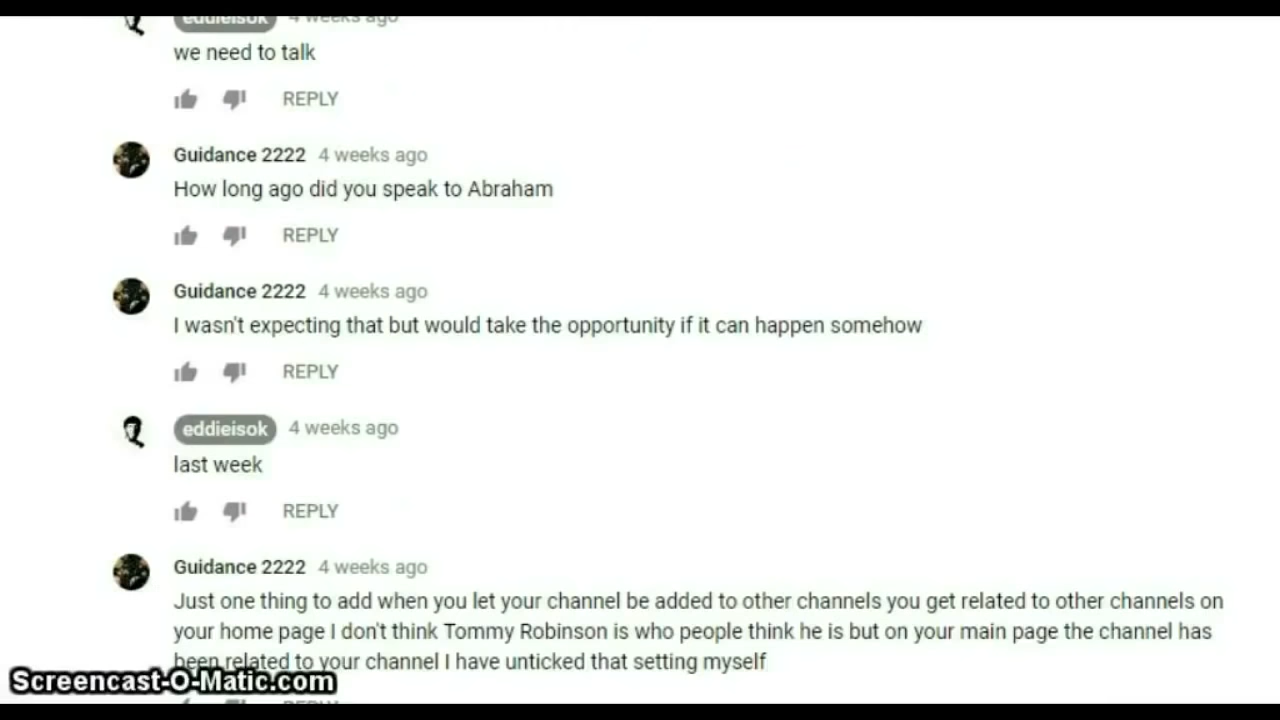 eddieisok 4 weeks ago
we need to talk
REPLY
Guidance 2222 4 weeks ago
How long ago did you speak to Abraham
REPLY
Guidance 2222 4 weeks ago
I wasn't expecting that but would take the opportunity if it can happen somehow
REPLY
eddieisok 4 weeks ago
last week
REPLY
Guidance 2222 4 weeks ago
Just one thing to add when you let your channel be added to other channels you get related to other channels on
your home page I don't think Tommy Robinson is who people think he is but on your main page the channel has
been related to your channel I have unticked that setting myself
Screencast-O-Matic.com
REPLY